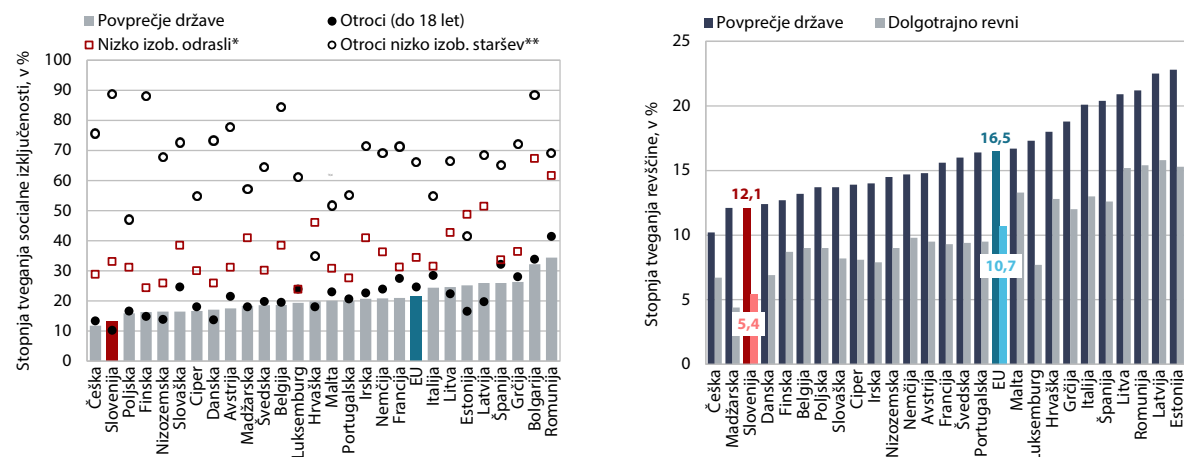 Povprečje države
Otroci (do 18 let)
Nizko izob. odrasli*
Otroci nizko izob. staršev**
Stopnja tveganja socialne izključenosti, v %
100
90
80
70
60
50
40
30
20
10
0
Češka
Slovenija
Poljska
Finska
Nizozemska
Slovaška
Ciper
Danska
Avstrija
Madžarska
Švedska
Belgija
Luksemburg
Hrvaška
Malta
Portugalska
Irska
Nemčija
Francija
EU
Italija
Litva
Estonija
Latvija
Španija
Grčija
Bolgarija
Romunija
Povprečje države
Dolgotrajno revni
Stopnja tveganja revščine, v %
25
20
15
10
5
0
12,1
5,4
16,5
10,7
Češka
Madžarska
Slovenija
Danska
Finska
Belgija
Poljska
Slovaška
Ciper
Irska
Nizozemska
Nemčija
Avstrija
Francija
Švedska
Portugalska
EU
Malta
Luksemburg
Hrvaška
Grčija
Italija
Španija
Litva
Romunija
Latvija
Estonija